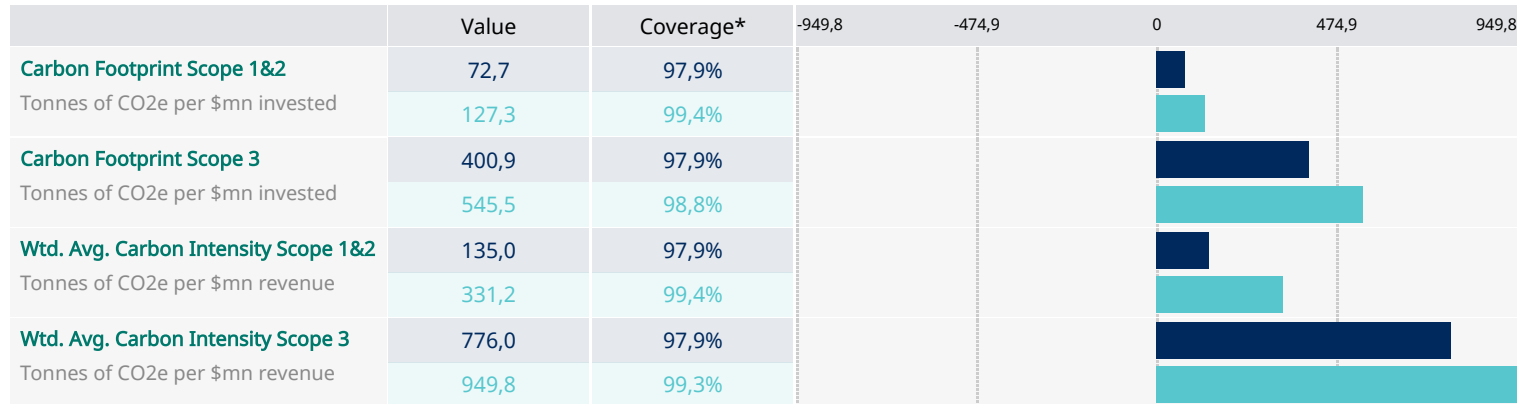 Value Coverage* -949,8 -474,9 0 474,9 949,8
Carbon Footprint Scope 1&2 72,7 97,9%
Tonnes of CO2e per $mn invested 127,3 99,4%
Carbon Footprint Scope 3 400,9 97,9%
Tonnes of CO2e per $mn invested 545,5 98,8%
Wtd. Avg. Carbon Intensity Scope 1&2 135,0 97,9%
Tonnes of CO2e per $mn revenue 331,2 99,4%
Wtd. Avg. Carbon Intensity Scope 3 776,0 97,9%
Tonnes of CO2e per $mn revenue 949,8 99,3%